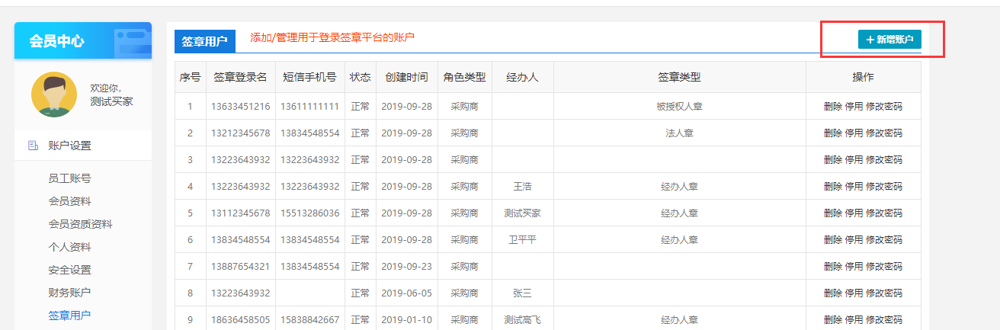 会员中心
欢迎你，
测试买家
账户设置
员工账号
会员资料
会员资质资料
个人资料
安全设置
财务账户
签章用户
签章用户 添加/管理用于登录签章平台的账户 + 新增账户
序号 签章登录名 短信手机号 状态 创建时间 角色类型 经办人 签章类型 操作
1 13633451216 13611111111 正常 2019-09-28 采购商 被授权人章 删除 停用 修改密码
2 13212345678 13834548554 正常 2019-09-28 采购商 法人章 删除 停用 修改密码
3 13223643932 13223643932 正常 2019-09-28 采购商 删除 停用 修改密码
4 13223643932 13223643932 正常 2019-09-28 采购商 王浩 经办人章 删除 停用 修改密码
5 13112345678 15513286036 正常 2019-09-28 采购商 测试买家 经办人章 删除 停用 修改密码
6 13834548554 13834548554 正常 2019-09-28 采购商 卫平平 经办人章 删除 停用 修改密码
7 13887654321 13834548554 正常 2019-09-23 采购商 删除 停用 修改密码
8 13223643932 正常 2019-06-05 采购商 张三 删除 停用 修改密码
9 18636458505 15838842667 正常 2019-01-10 采购商 测试高飞 经办人章 删除 停用 修改密码